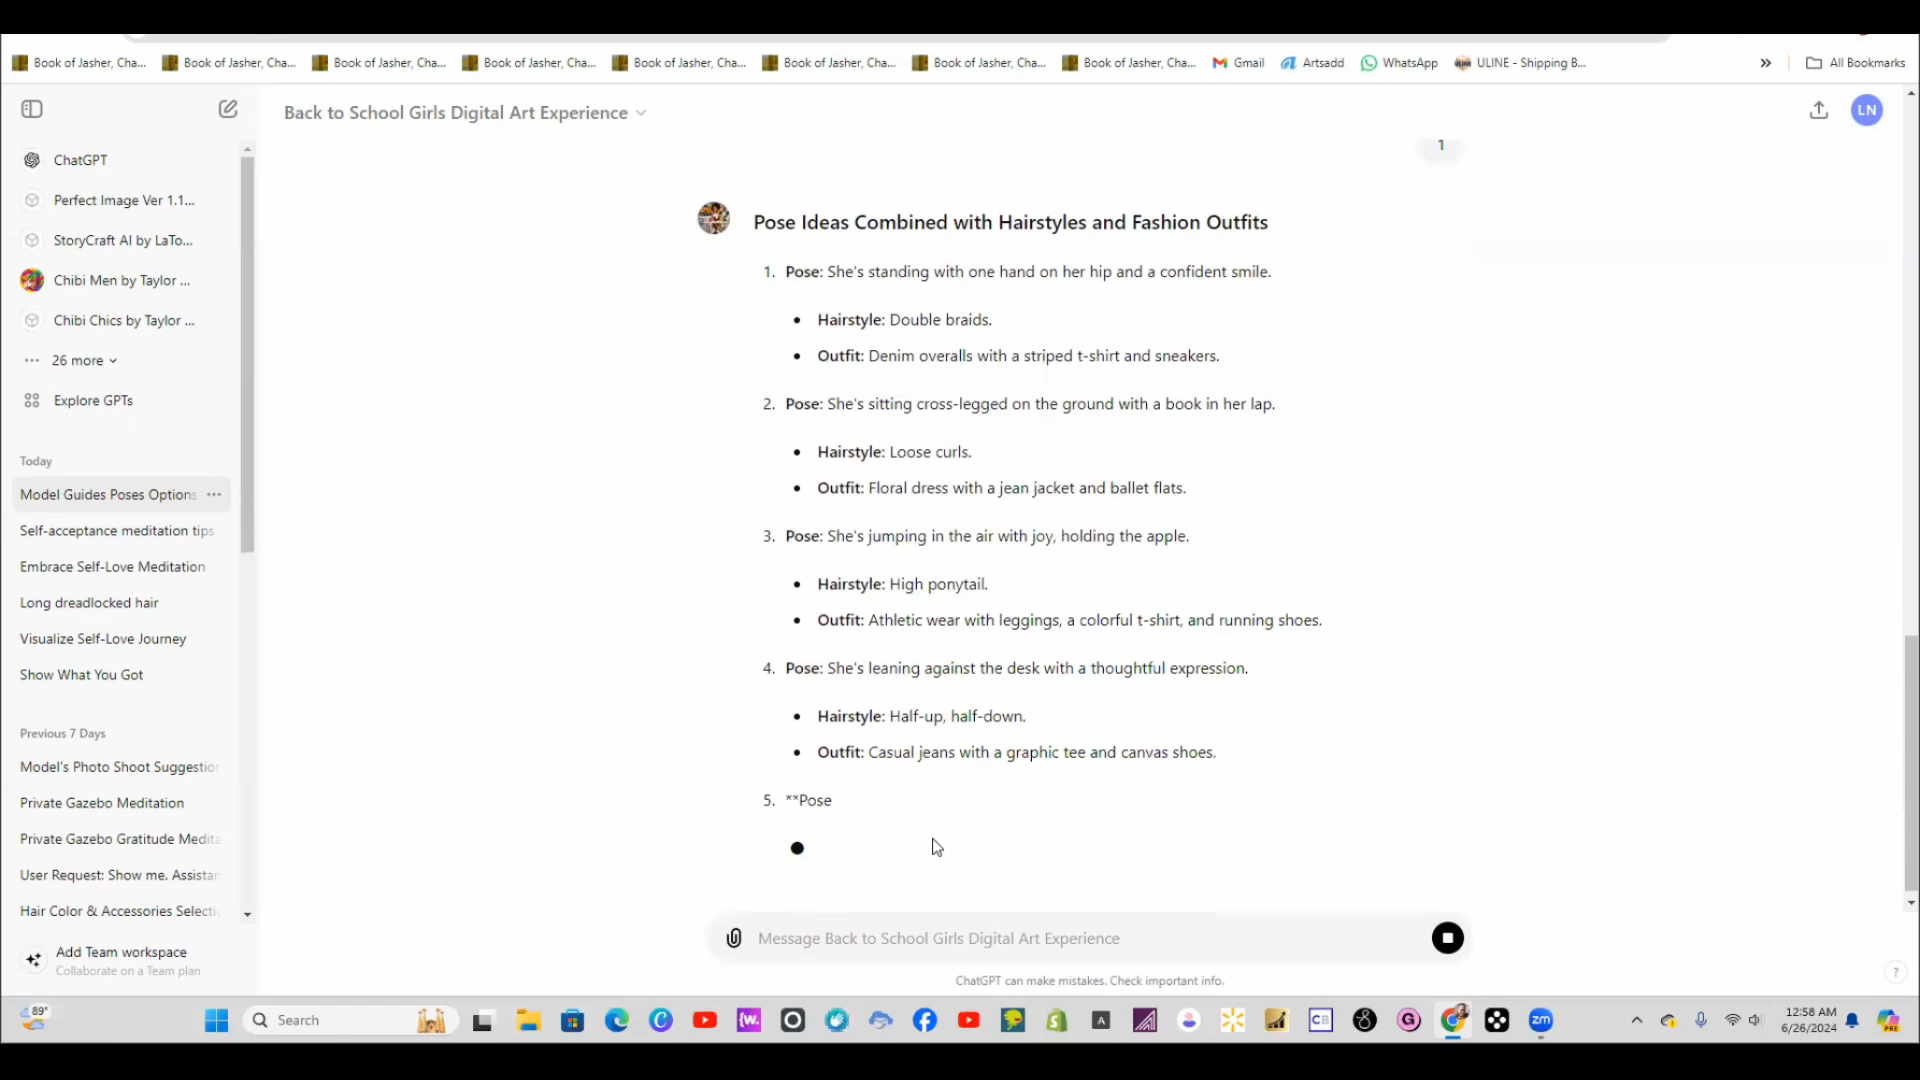 Book of Jasher, Cha...
Book of Jasher, Cha...
Book of Jasher, Cha...
Book of Jasher, Cha...
Book of Jasher, Cha...
Book of Jasher, Cha...
Book of Jasher, Cha...
Book of Jasher, Cha...
Gmail
Artsadd
WhatsApp
ULINE - Shipping B...
»
All Bookmarks
Back to School Girls Digital Art Experience
LN
ChatGPT
Perfect Image Ver 1.1...
StoryCraft AI by LaTo...
Chibi Men by Taylor ...
Chibi Chics by Taylor ...
26 more
Explore GPTs
Today
Model Guides Poses Options
Self-acceptance meditation tips
Embrace Self-Love Meditation
Long dreadlocked hair
Visualize Self-Love Journey
Show What You Got
Previous 7 Days
Model's Photo Shoot Suggestion
Private Gazebo Meditation
Private Gazebo Gratitude Medita
User Request: Show me. Assistan
Hair Color & Accessories Selectio
Add Team workspace
Collaborate on a Team plan
1
Pose Ideas Combined with Hairstyles and Fashion Outfits
1. Pose: She's standing with one hand on her hip and a confident smile.
• Hairstyle: Double braids.
• Outfit: Denim overalls with a striped t-shirt and sneakers.
2. Pose: She's sitting cross-legged on the ground with a book in her lap.
• Hairstyle: Loose curls.
• Outfit: Floral dress with a jean jacket and ballet flats.
3. Pose: She's jumping in the air with joy, holding the apple.
• Hairstyle: High ponytail.
• Outfit: Athletic wear with leggings, a colorful t-shirt, and running shoes.
4. Pose: She's leaning against the desk with a thoughtful expression.
• Hairstyle: Half-up, half-down.
• Outfit: Casual jeans with a graphic tee and canvas shoes.
5. **Pose
Message Back to School Girls Digital Art Experience
ChatGPT can make mistakes. Check important info.
?
89°
Search
[w.
A
CB
G
zm
PRE
12:58 AM
6/26/2024